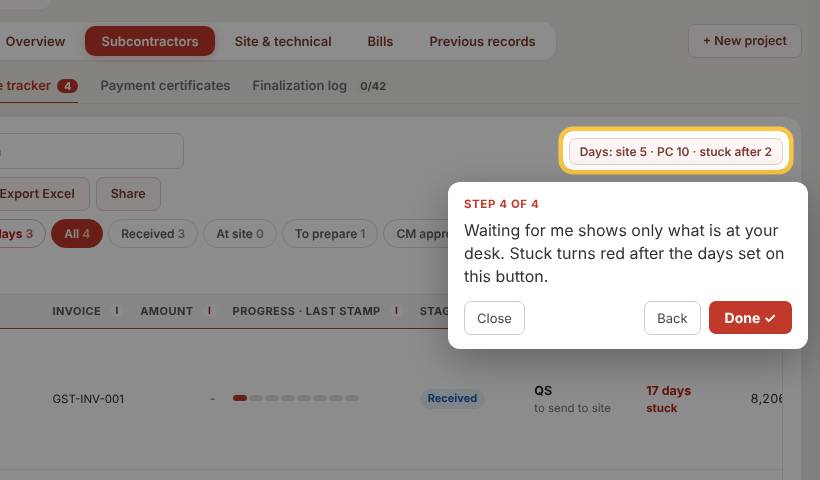 Overview Subcontractors Site & technical Bills Previous records + New project
tracker 4 Payment certificates Finalization log 0/42
Days: site 5 · PC 10 · stuck after 2
Export Excel Share
3 All 4 Received 3 At site 0 To prepare 1 CM
STEP 4 OF 4
Waiting for me shows only what is at your
desk. Stuck turns red after the days set on
this button.
Close Back Done ✓
INVOICE I AMOUNT I PROGRESS · LAST STAMP I
GST-INV-001 - Received QS 17 days 8,206
to send to site stuck